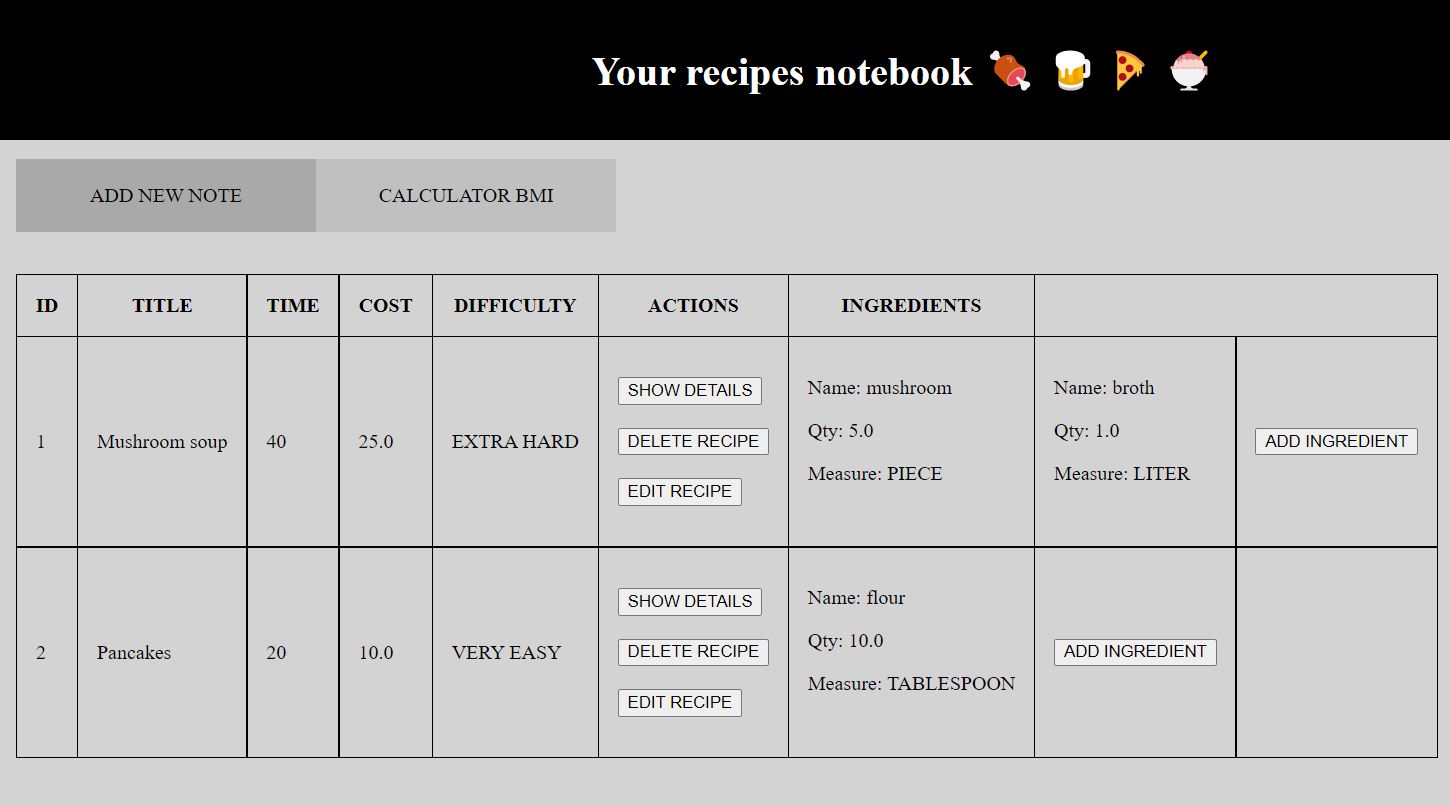 Your recipes notebook
ADD NEW NOTE
CALCULATOR BMI
ID TITLE TIME COST DIFFICULTY ACTIONS INGREDIENTS
1 Mushroom soup 40 25.0 EXTRA HARD
SHOW DETAILS
DELETE RECIPE
EDIT RECIPE
Name: mushroom
Qty: 5.0
Measure: PIECE
Name: broth
Qty: 1.0
Measure: LITER
ADD INGREDIENT
2 Pancakes 20 10.0 VERY EASY
SHOW DETAILS
DELETE RECIPE
EDIT RECIPE
Name: flour
Qty: 10.0
Measure: TABLESPOON
ADD INGREDIENT